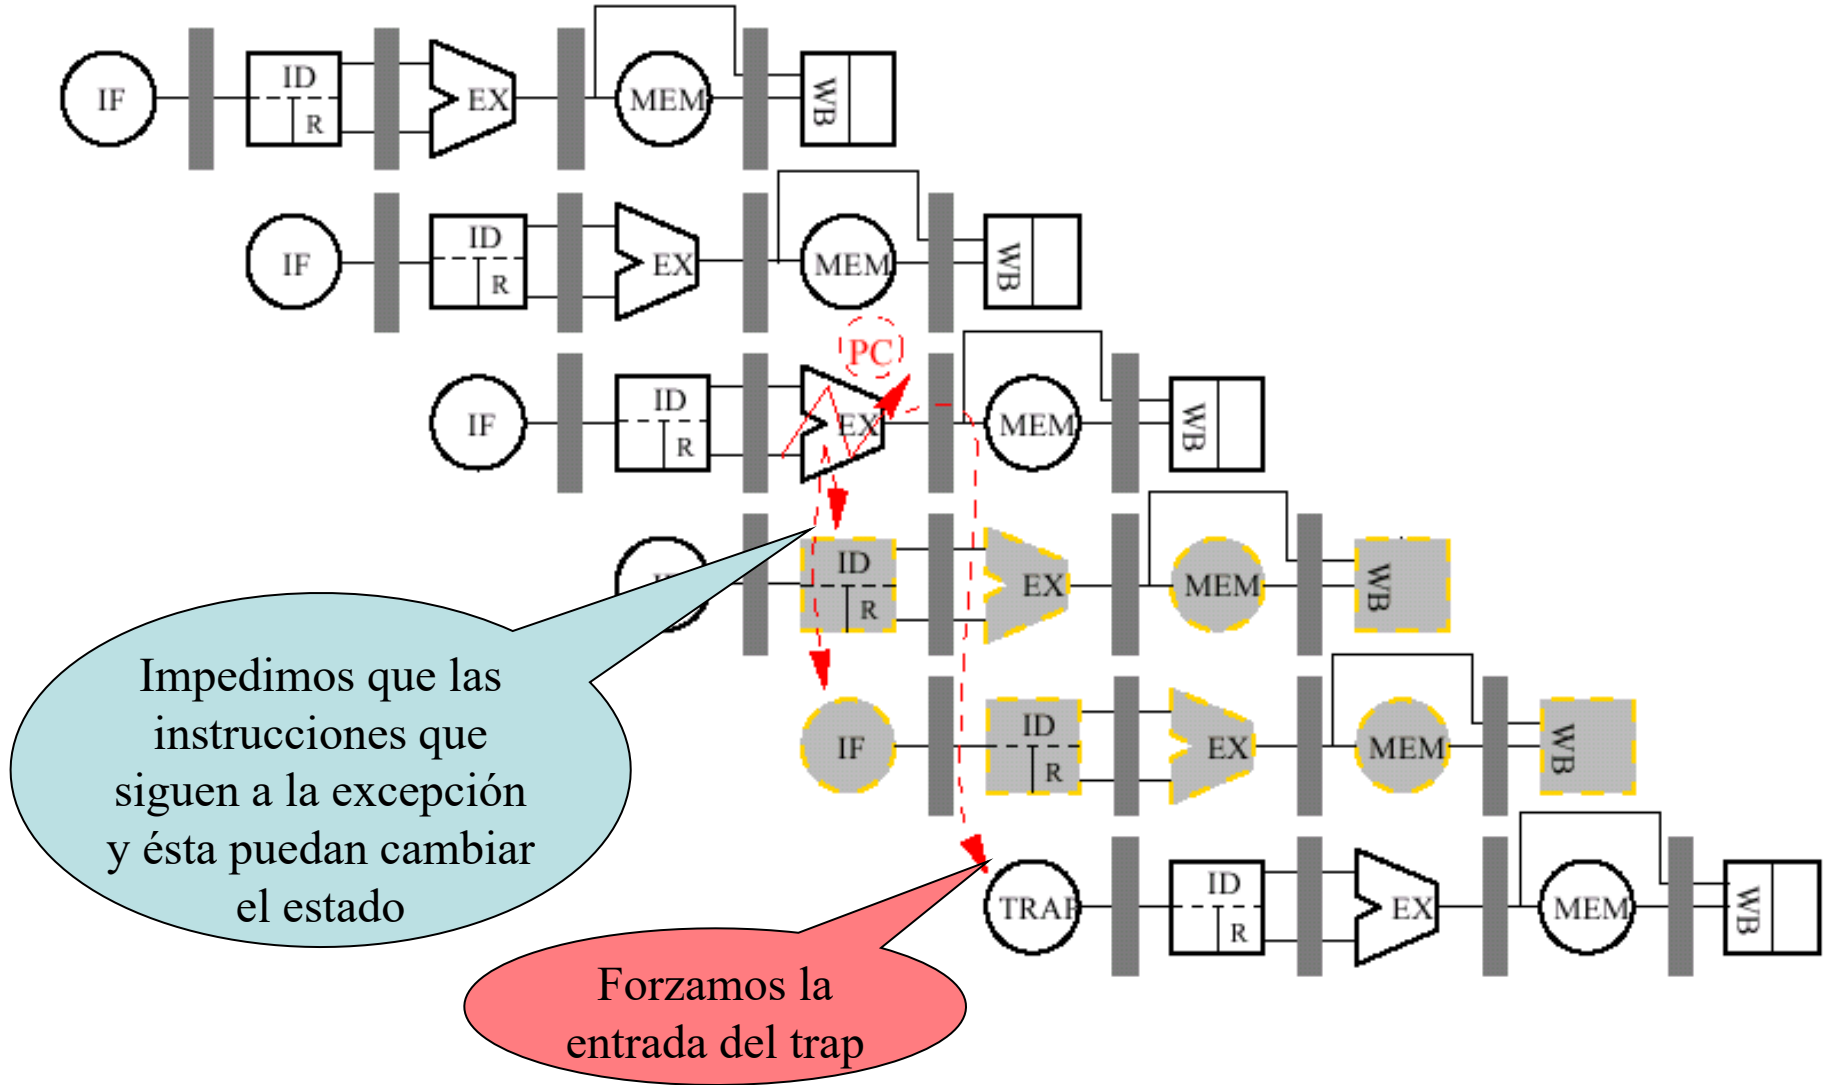 IF
ID
R
EX
MEM
WB
IF
ID
R
EX
MEM
WB
PC
IF
ID
R
EX
MEM
WB
ID
R
EX
MEM
WB
Impedimos que las
instrucciones que
siguen a la excepción
y ésta puedan cambiar
el estado
IF
ID
R
EX
MEM
WB
TRAP
ID
R
EX
MEM
WB
Forzamos la
entrada del trap